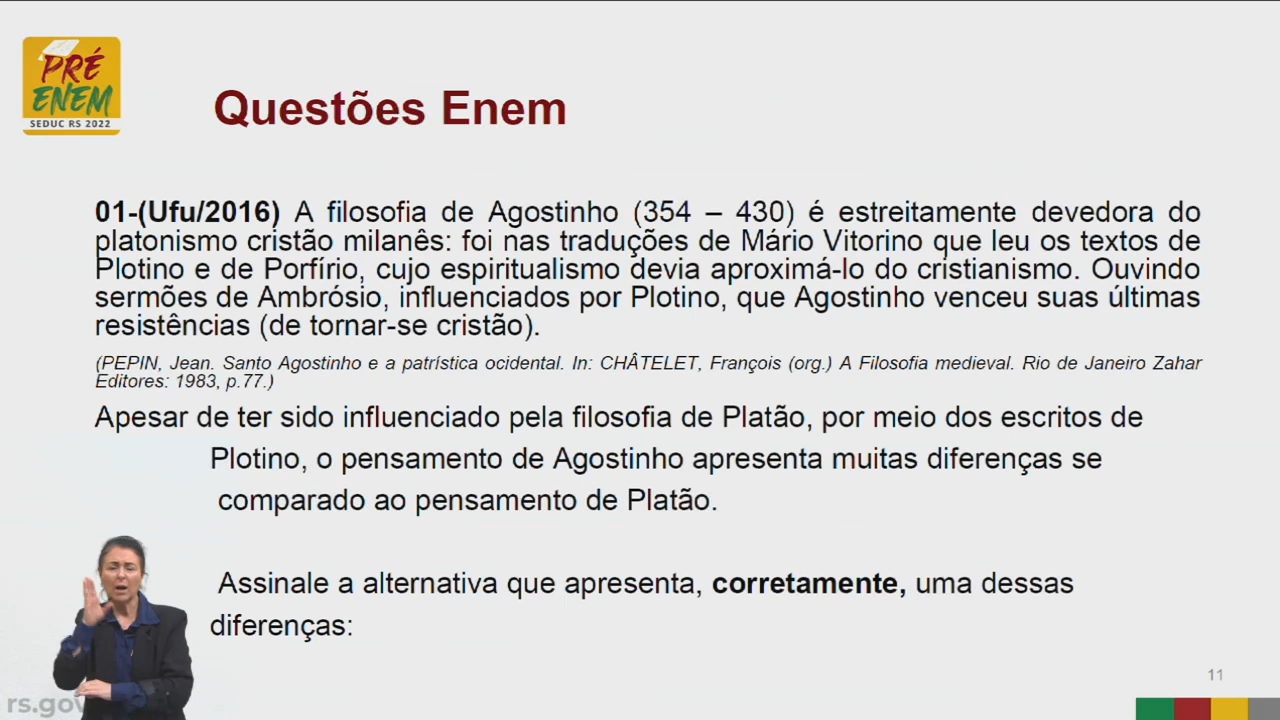 PRÉ
ENEM
SEDUC RS 2022
Questões Enem
01-(Ufu/2016) A filosofia de Agostinho (354 – 430) é estreitamente devedora do
platonismo cristão milanês: foi nas traduções de Mário Vitorino que leu os textos de
Plotino e de Porfírio, cujo espiritualismo devia aproximá-lo do cristianismo. Ouvindo
sermões de Ambrósio, influenciados por Plotino, que Agostinho venceu suas últimas
resistências (de tornar-se cristão).
(PEPIN, Jean. Santo Agostinho e a patrística ocidental. In: CHÂTELET, François (org.) A Filosofia medieval. Rio de Janeiro Zahar
Editores: 1983, p.77.)
Apesar de ter sido influenciado pela filosofia de Platão, por meio dos escritos de
Plotino, o pensamento de Agostinho apresenta muitas diferenças se
comparado ao pensamento de Platão.
Assinale a alternativa que apresenta, corretamente, uma dessas
diferenças:
11
rs.gov